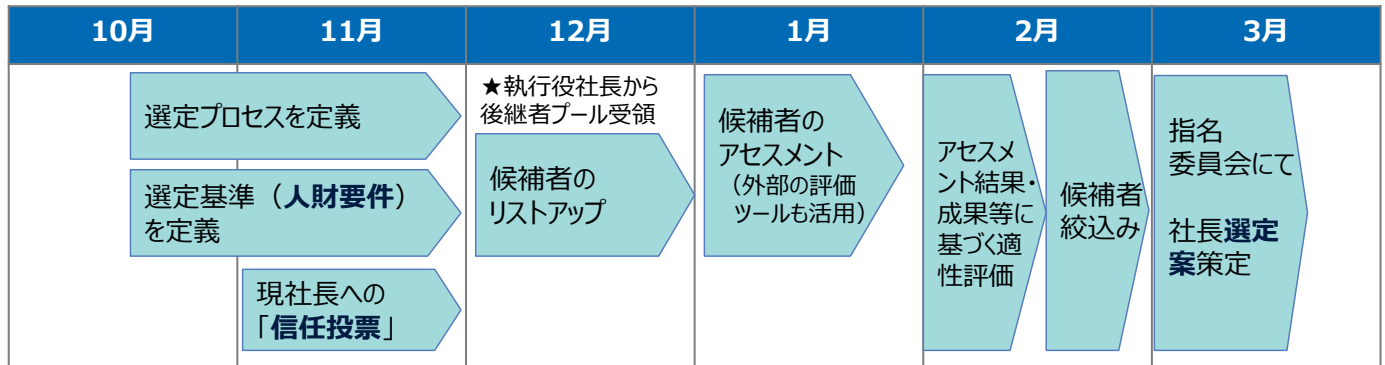 10月
11月
12月
1月
2月
3月
選定プロセスを定義
選定基準（人財要件）
を定義
現社長への
「信任投票」
★執行役社長から
後継者プール受領
候補者の
リストアップ
候補者の
アセスメント
（外部の評価
ツールも活用）
アセスメ
ント結果・
成果等に
基づく適
性評価
候補者
絞込み
指名
委員会にて
社長選定
案策定